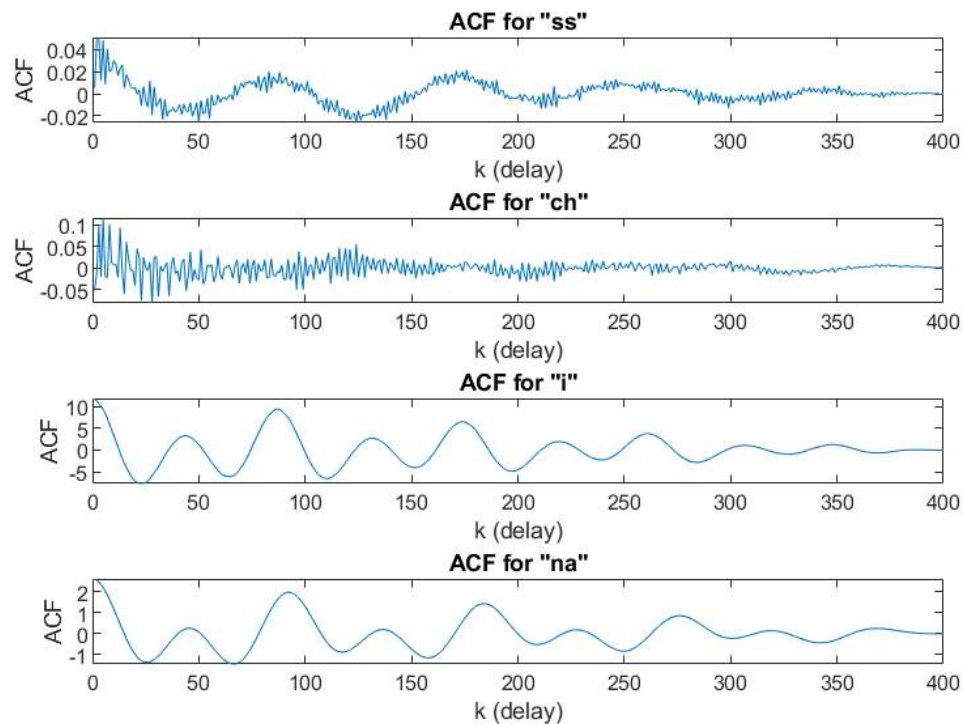 ACF for "ss"
0.04
0.02
0
-0.02
ACF
0 50 100 150 200 250 300 350 400
k (delay)
ACF for "ch"
0.1
0.05
0
-0.05
ACF
0 50 100 150 200 250 300 350 400
k (delay)
ACF for "i"
10
5
0
-5
ACF
0 50 100 150 200 250 300 350 400
k (delay)
ACF for "na"
2
1
0
-1
ACF
0 50 100 150 200 250 300 350 400
k (delay)